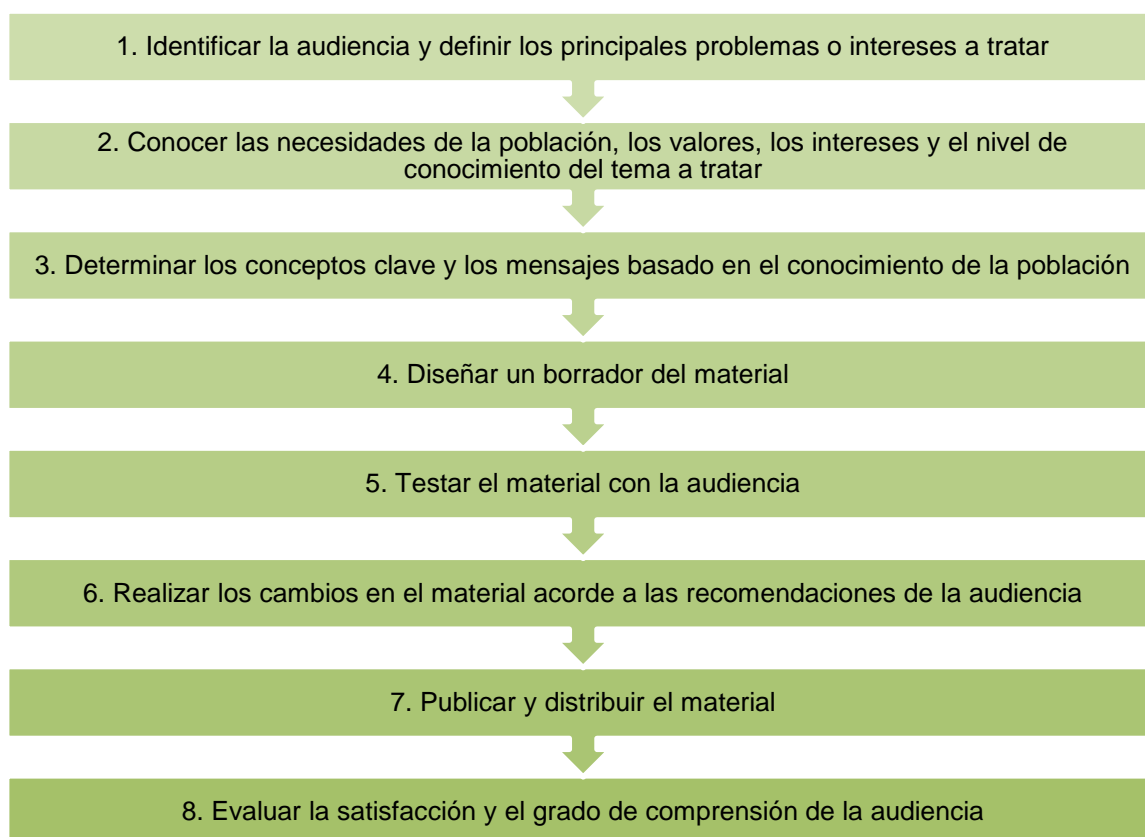 1. Identificar la audiencia y definir los principales problemas o intereses a tratar
2. Conocer las necesidades de la población, los valores, los intereses y el nivel de
conocimiento del tema a tratar
3. Determinar los conceptos clave y los mensajes basado en el conocimiento de la población
4. Diseñar un borrador del material
5. Testar el material con la audiencia
6. Realizar los cambios en el material acorde a las recomendaciones de la audiencia
7. Publicar y distribuir el material
8. Evaluar la satisfacción y el grado de comprensión de la audiencia